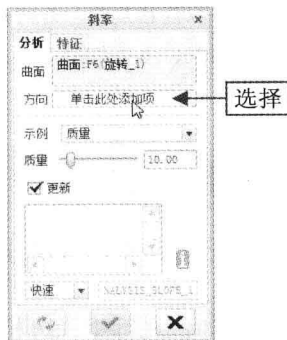 斜率
分析 特征
曲面 曲面:F6(旋转_1)
方向 单击此处添加项
选择
示例 质量
质量 10.00
更新
快速 NALYSIS_SLOPE_1